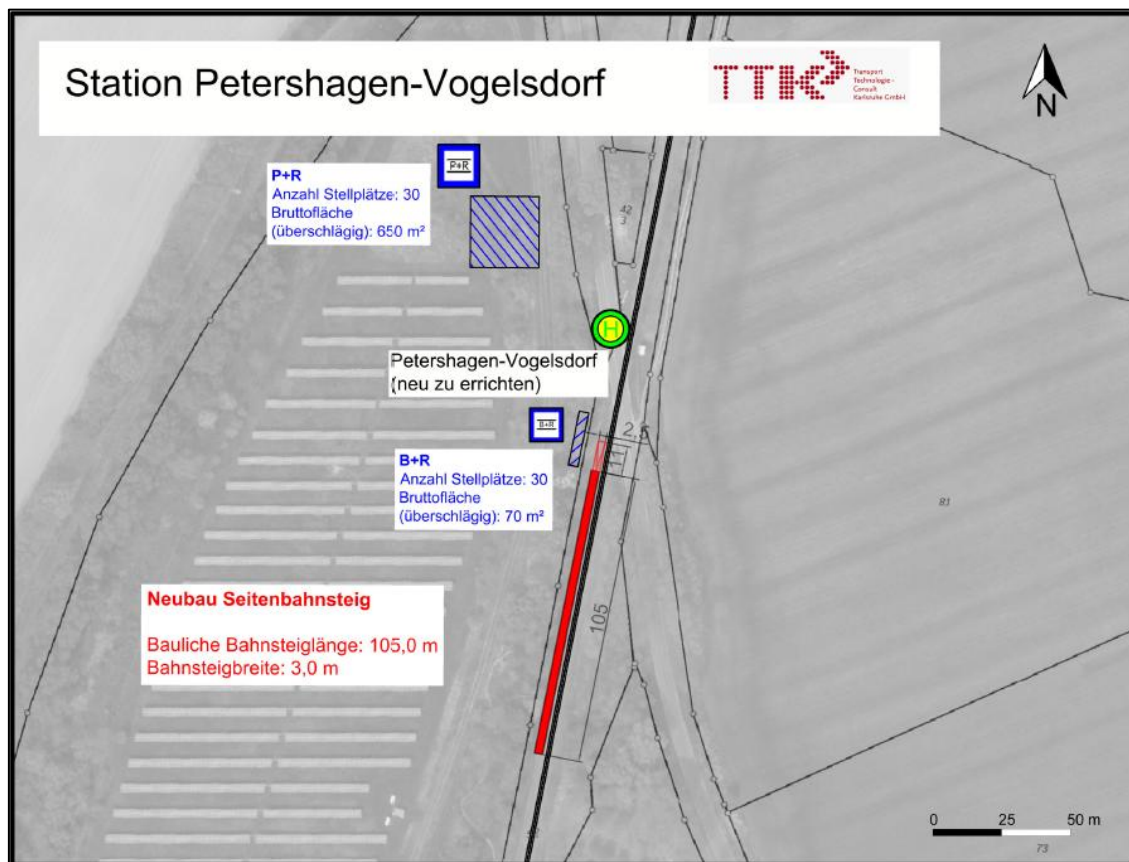 Station Petershagen-Vogelsdorf
TTK
Transport
Technologie -
Consult
Karlsruhe GmbH
N
P+R
P+R
Anzahl Stellplätze: 30
Bruttofläche
(überschlägig): 650 m²
42
3
H
Petershagen-Vogelsdorf
(neu zu errichten)
B+R
2,5
11
B+R
Anzahl Stellplätze: 30
Bruttofläche
(überschlägig): 70 m²
81
Neubau Seitenbahnsteig
Bauliche Bahnsteiglänge: 105,0 m
Bahnsteigbreite: 3,0 m
105
0 25 50 m
73